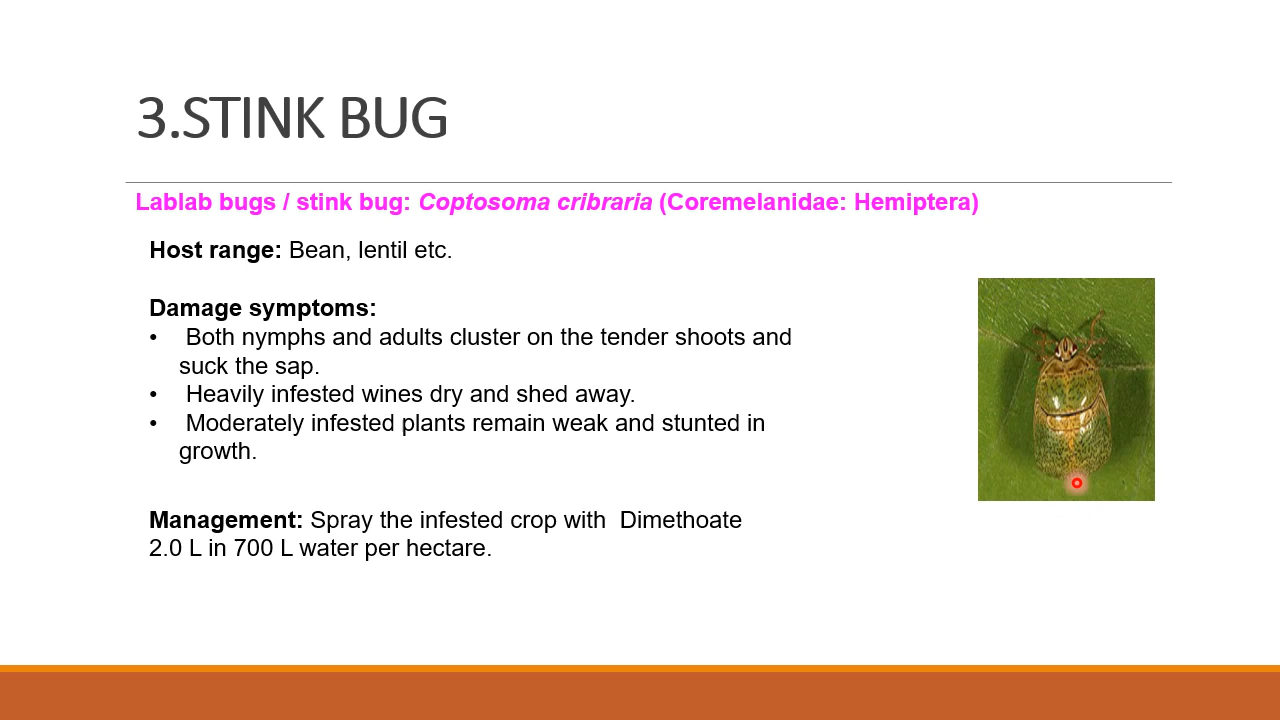 3.STINK BUG
Lablab bugs / stink bug: Coptosoma cribraria (Coremelanidae: Hemiptera)
Host range: Bean, lentil etc.
Damage symptoms:
• Both nymphs and adults cluster on the tender shoots and
suck the sap.
• Heavily infested wines dry and shed away.
• Moderately infested plants remain weak and stunted in
growth.
Management: Spray the infested crop with Dimethoate
2.0 L in 700 L water per hectare.